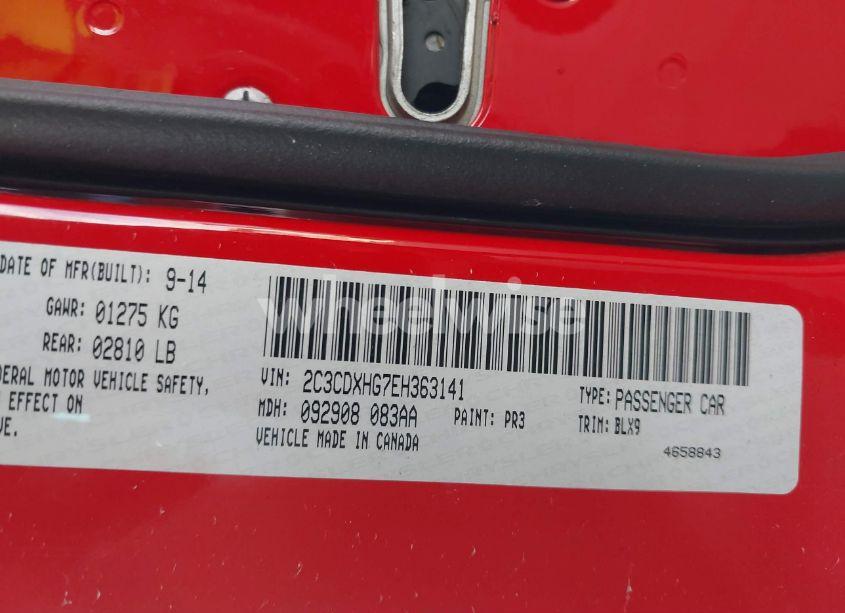 DATE OF MFR(BUILT): 9-14
GAWR: 01275 KG
REAR: 02810 LB
DERAL MOTOR VEHICLE SAFETY,
EFFECT ON
VE.
wheelwise
VIN: 2C3CDXHG7EH363141
TYPE: PASSENGER CAR
MDH: 092908 083AA PAINT: PR3 TRIM: BLX9
VEHICLE MADE IN CANADA
4658843